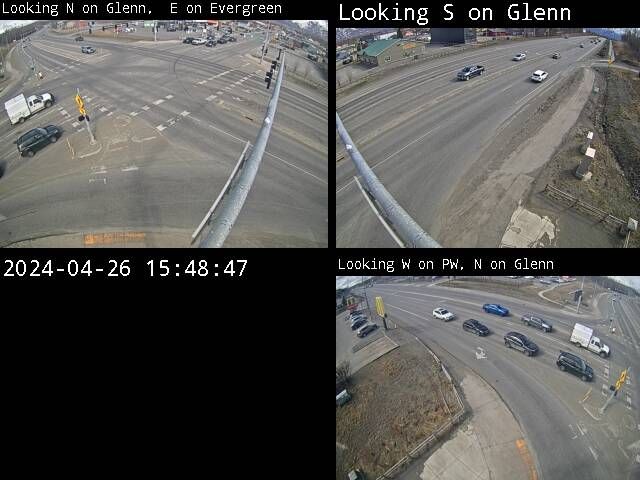 Looking N on Glenn, E on Evergreen
Looking S on Glenn
2024-04-26 15:48:47
Looking W on PW, N on Glenn